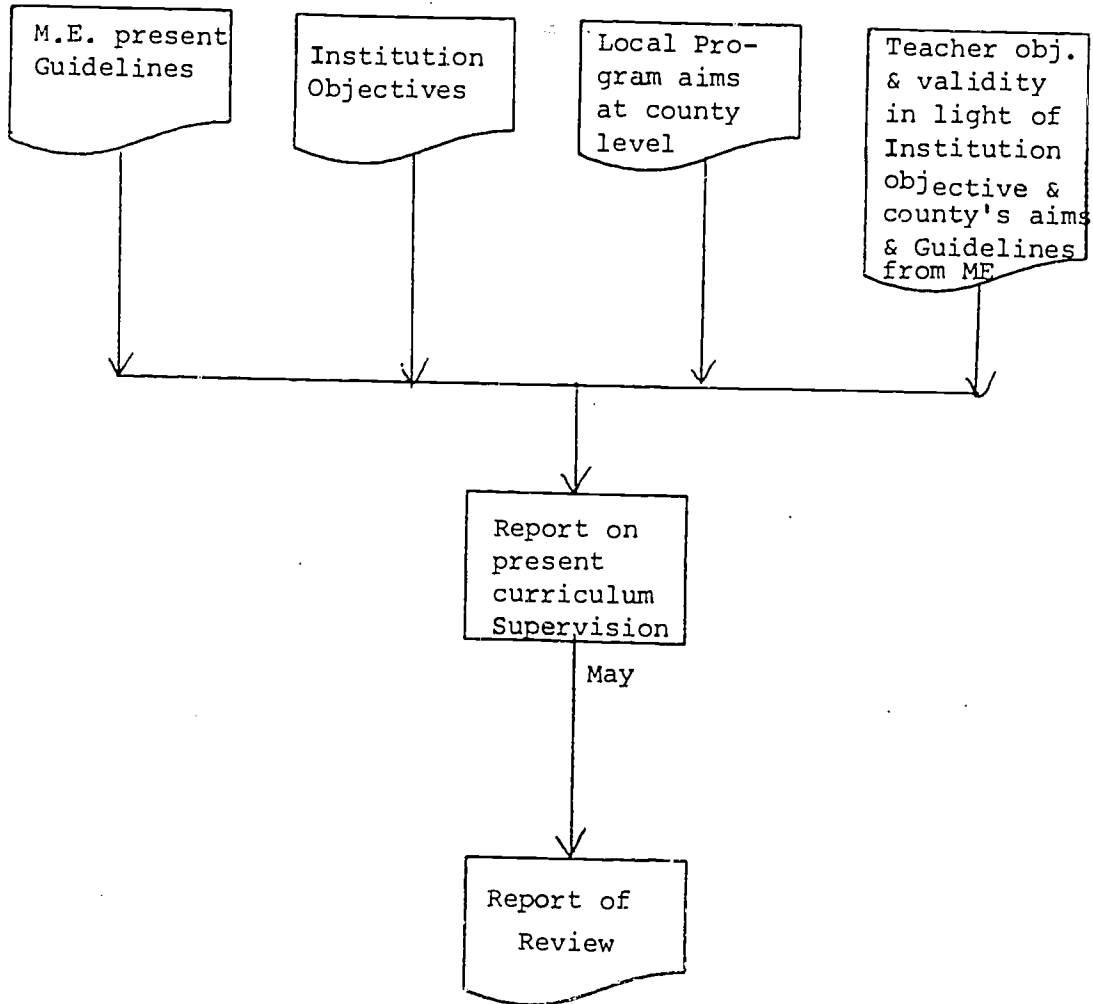 M.E. present
Guidelines
Institution
Objectives
Local Pro-
gram aims
at county
level
Teacher obj.
& validity
in light of
Institution
objective &
county's aims
& Guidelines
from ME
Report on
present
curriculum
Supervision
May
Report of
Review